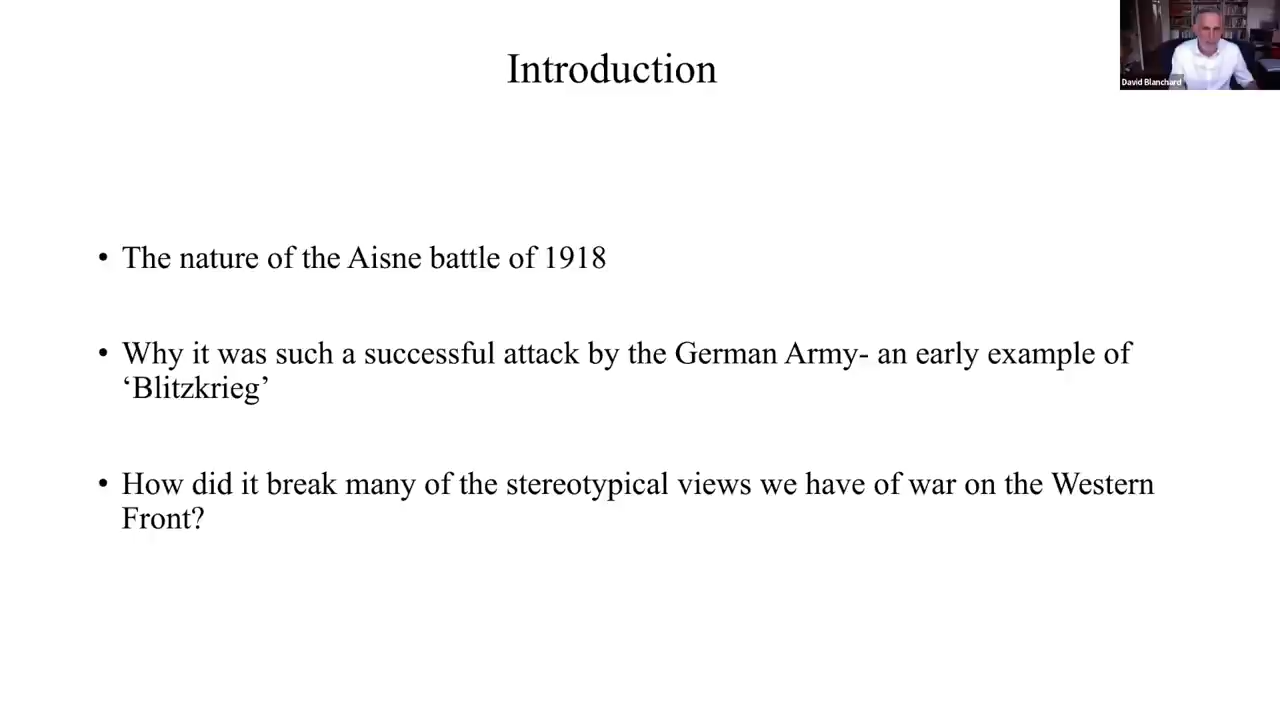 Introduction
David Blanchard
• The nature of the Aisne battle of 1918
• Why it was such a successful attack by the German Army- an early example of
‘Blitzkrieg’
• How did it break many of the stereotypical views we have of war on the Western
Front?